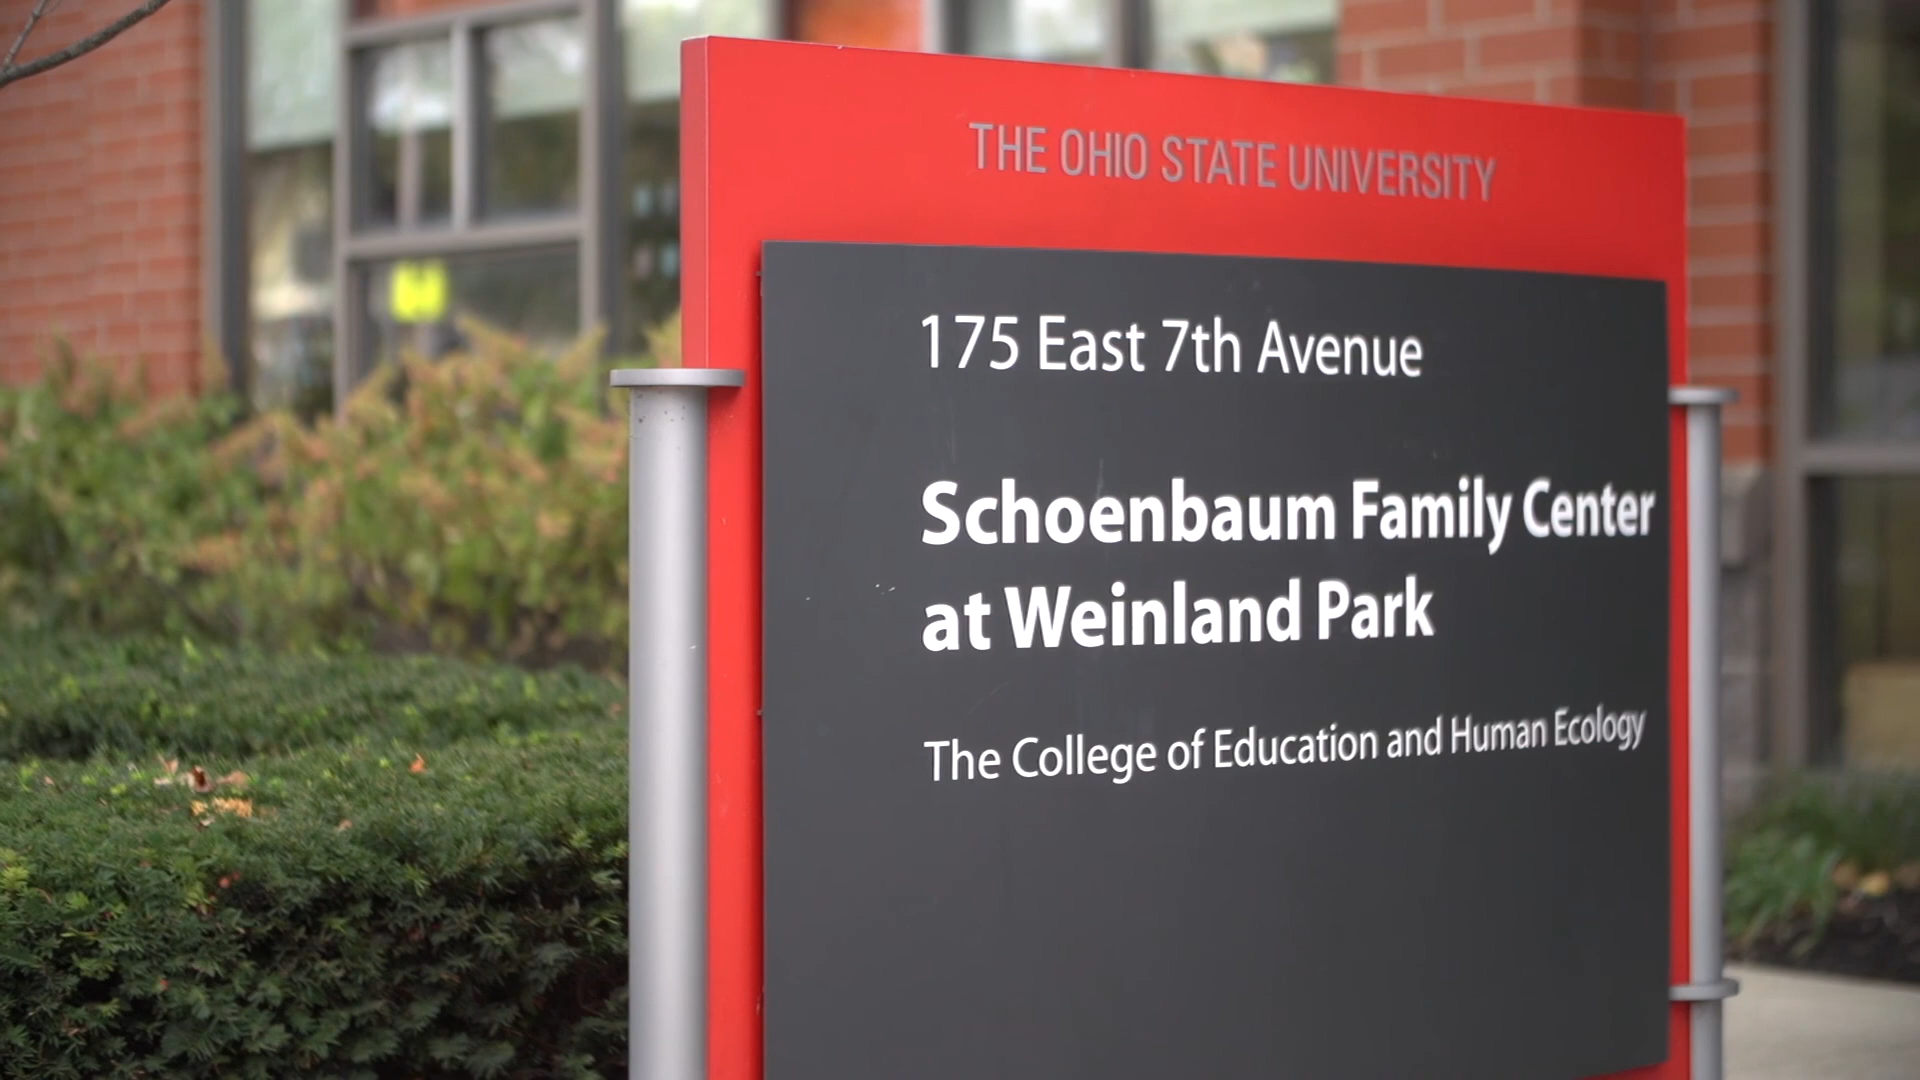 THE OHIO STATE UNIVERSITY
175 East 7th Avenue
Schoenbaum Family Center
at Weinland Park
The College of Education and Human Ecology